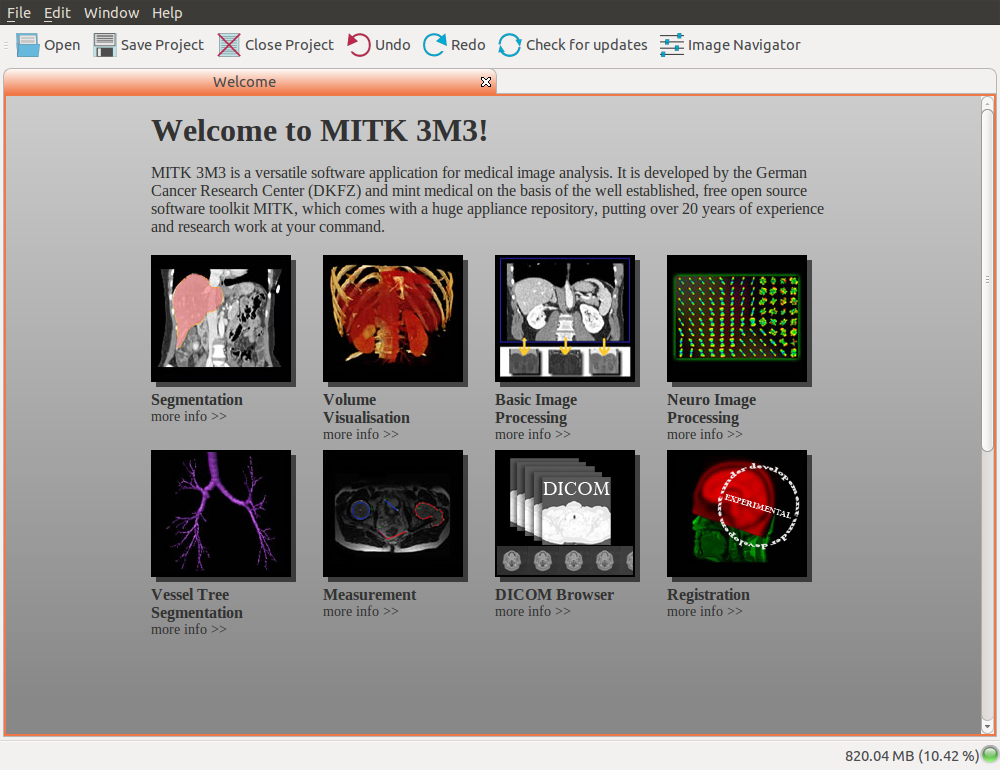 File Edit Window Help
Open Save Project Close Project Undo Redo Check for updates Image Navigator
Welcome
Welcome to MITK 3M3!
MITK 3M3 is a versatile software application for medical image analysis. It is developed by the German
Cancer Research Center (DKFZ) and mint medical on the basis of the well established, free open source
software toolkit MITK, which comes with a huge appliance repository, putting over 20 years of experience
and research work at your command.
Segmentation
more info >>
Volume
Visualisation
more info >>
Basic Image
Processing
more info >>
Neuro Image
Processing
more info >>
Vessel Tree
Segmentation
more info >>
Measurement
more info >>
DICOM
DICOM Browser
more info >>
under development
EXPERIMENTAL
under development
Registration
more info >>
820.04 MB (10.42 %)